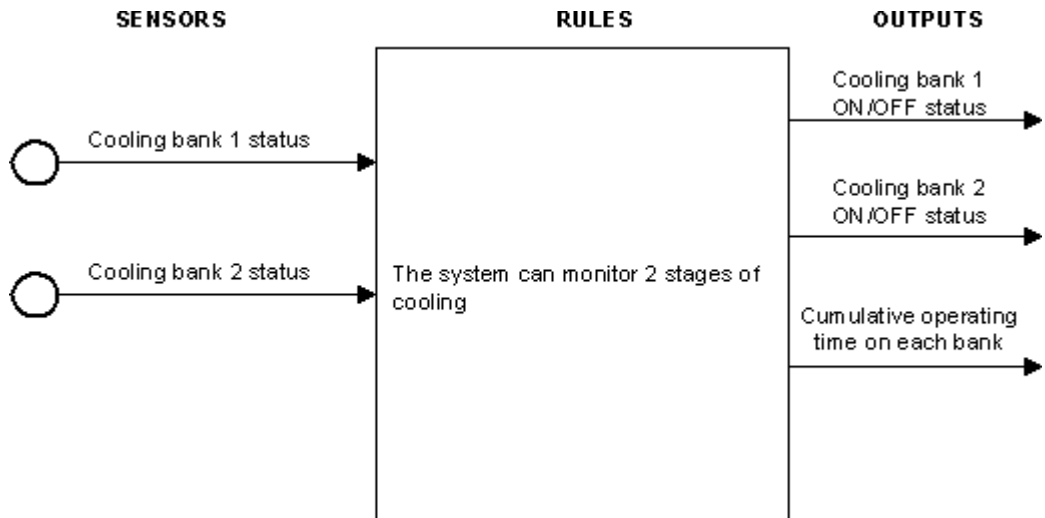 SENSORS
RULES
OUTPUTS
Cooling bank 1 status
Cooling bank 2 status
The system can monitor 2 stages of
cooling
Cooling bank 1
ON/OFF status
Cooling bank 2
ON/OFF status
Cumulative operating
time on each bank